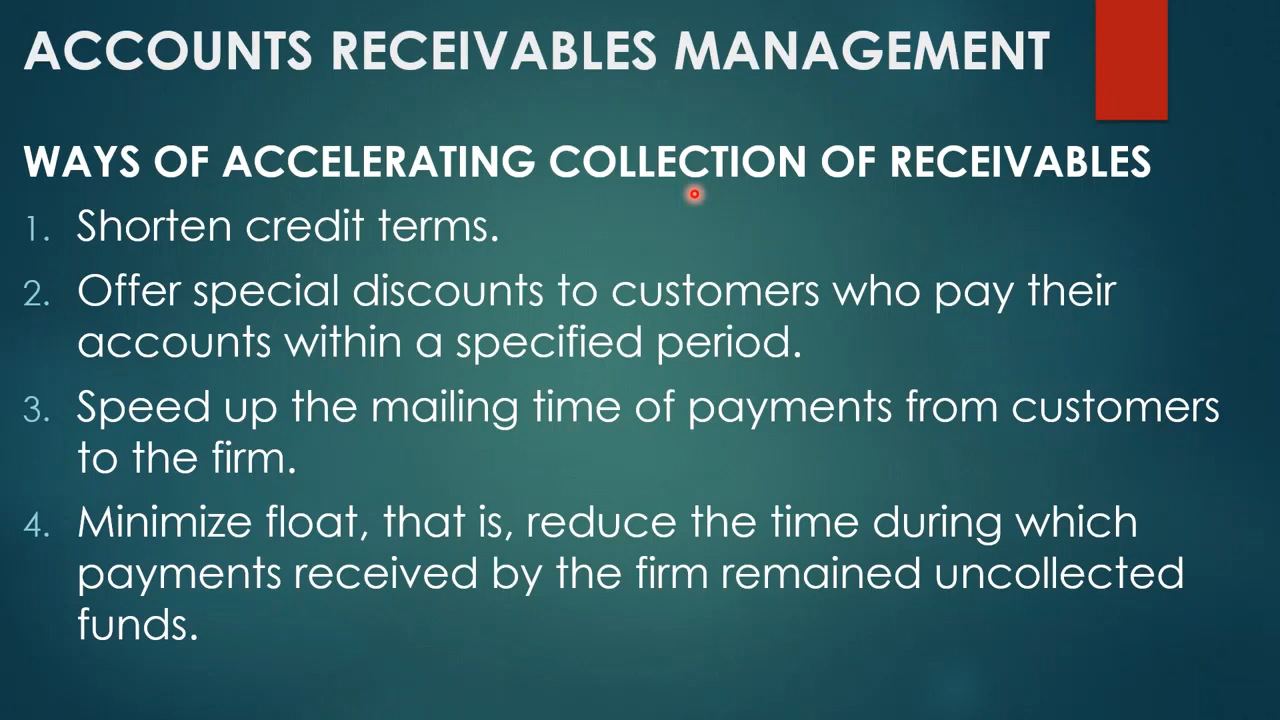 ACCOUNTS RECEIVABLES MANAGEMENT
WAYS OF ACCELERATING COLLECTION OF RECEIVABLES
1. Shorten credit terms.
2. Offer special discounts to customers who pay their
accounts within a specified period.
3. Speed up the mailing time of payments from customers
to the firm.
4. Minimize float, that is, reduce the time during which
payments received by the firm remained uncollected
funds.